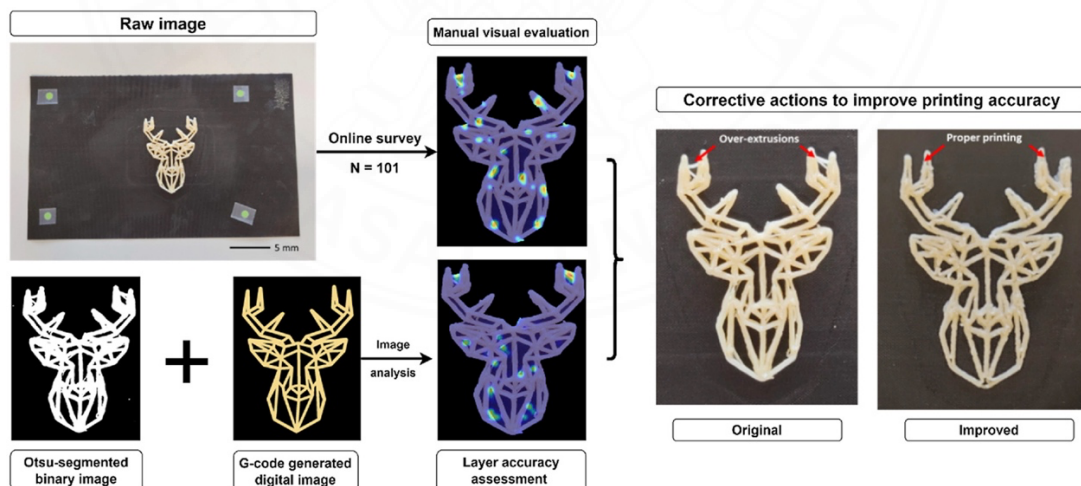 Raw image
5 mm
Online survey
N = 101
Manual visual evaluation
Otsu-segmented
binary image
G-code generated
digital image
Image
analysis
Layer accuracy
assessment
Corrective actions to improve printing accuracy
Over-extrusions
Proper printing
Original
Improved